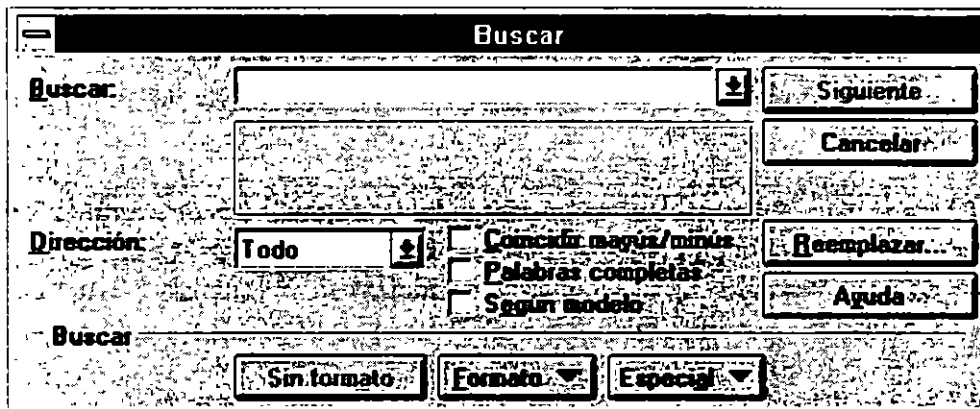 Buscar
Buscar:
Siguiente
Cancelar
Dirección:
Todo
Coincidir mayús/minus
Reemplazar...
Palabras completas
Según modelo
Ayuda
Buscar
Sin formato
Formato
Especial